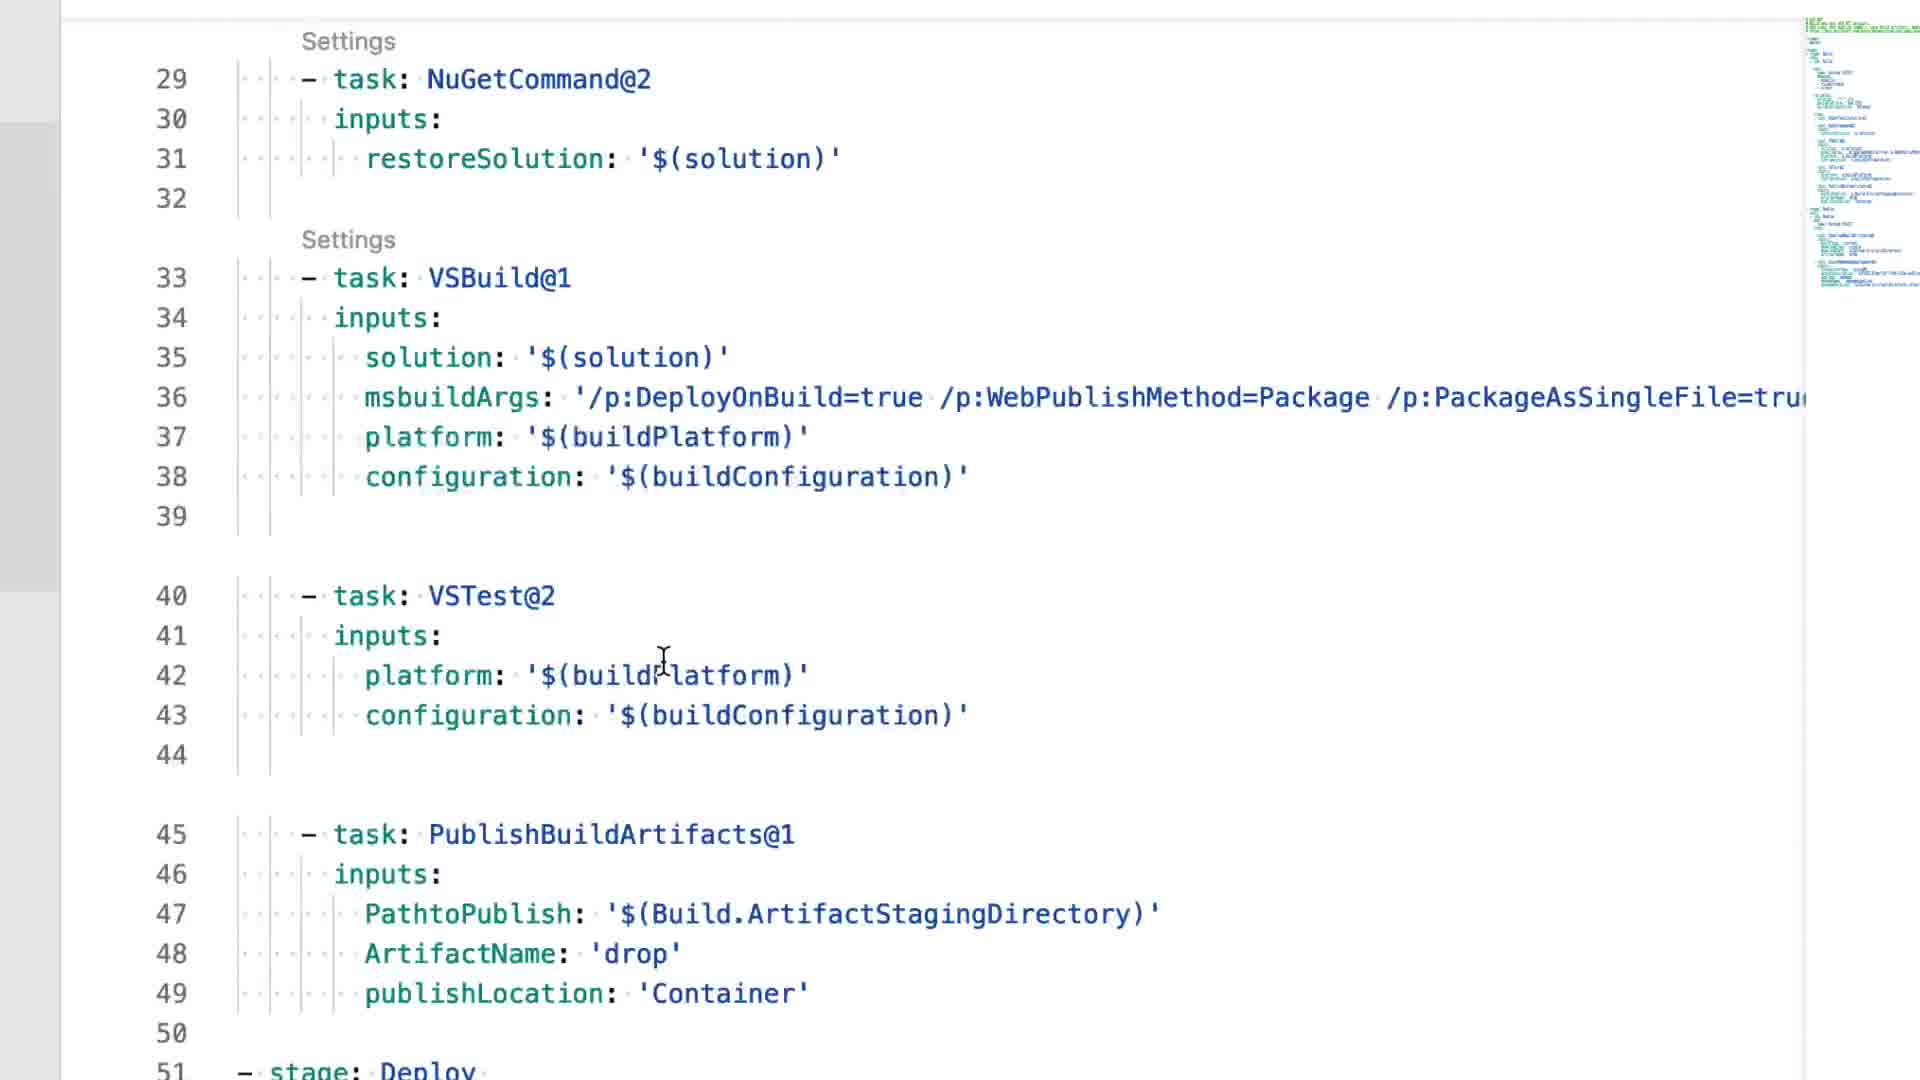 Settings
29 - task: NuGetCommand@2
30 inputs:
31 restoreSolution: '$(solution)'
32
Settings
33 - task: VSBuild@1
34 inputs:
35 solution: '$(solution)'
36 msbuildArgs: '/p:DeployOnBuild=true /p:WebPublishMethod=Package /p:PackageAsSingleFile=true
37 platform: '$(buildPlatform)'
38 configuration: '$(buildConfiguration)'
39
40 - task: VSTest@2
41 inputs:
42 platform: '$(buildPlatform)'
43 configuration: '$(buildConfiguration)'
44
45 - task: PublishBuildArtifacts@1
46 inputs:
47 PathtoPublish: '$(Build.ArtifactStagingDirectory)'
48 ArtifactName: 'drop'
49 publishLocation: 'Container'
50
51 - stage: Deploy